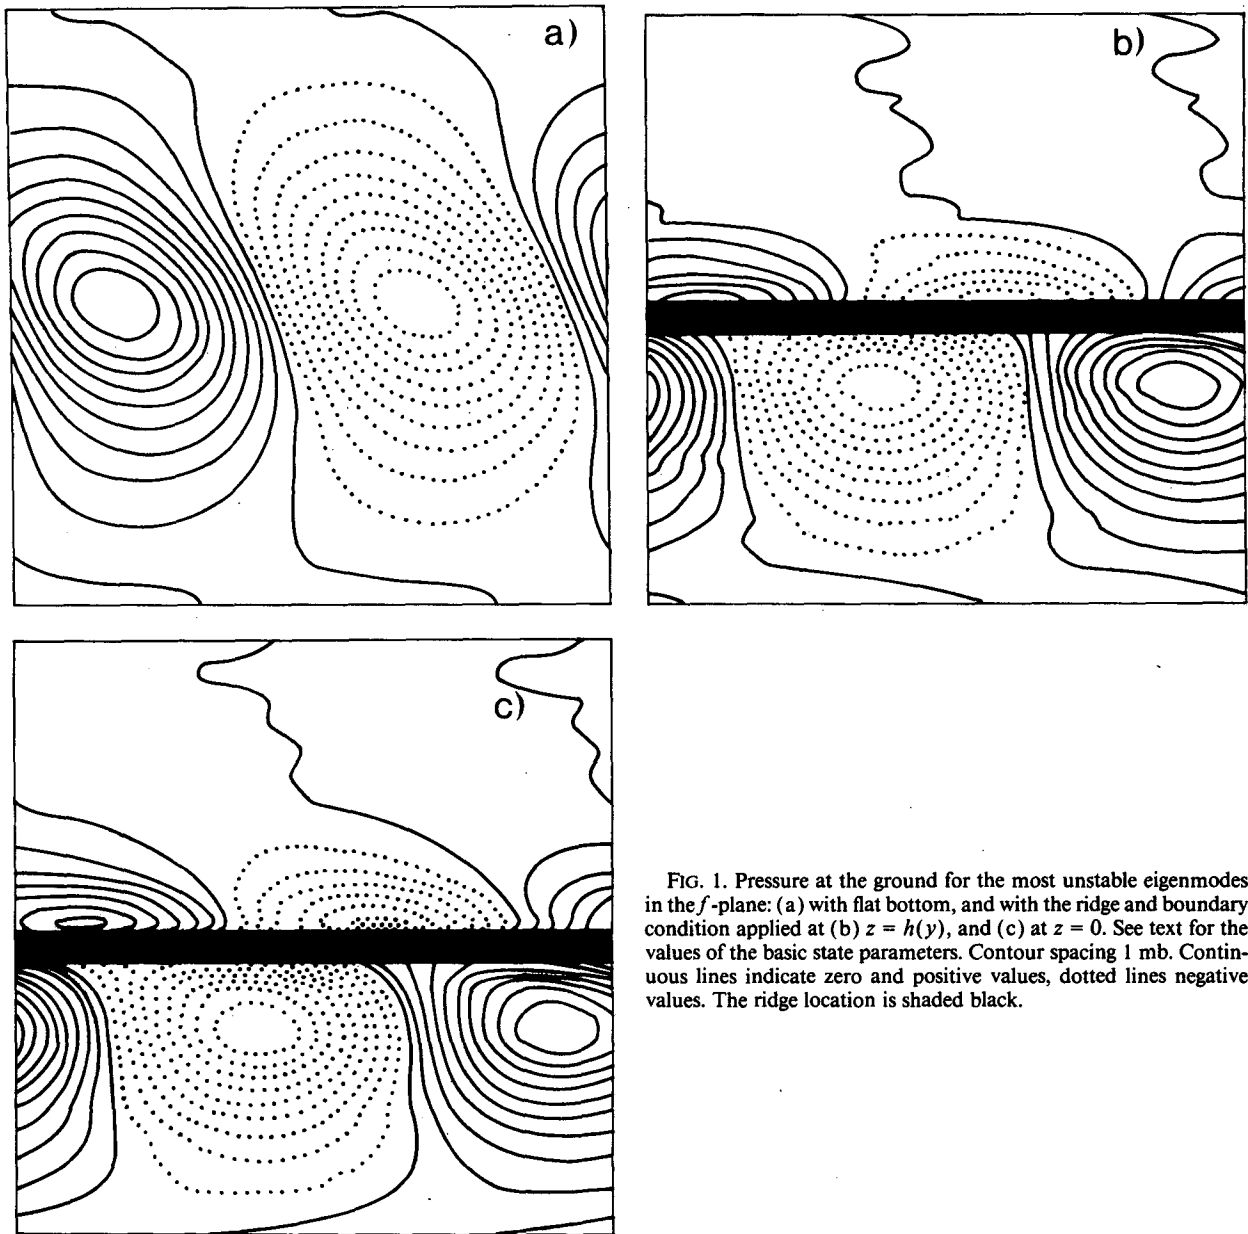 a)
b)
c)
FIG. 1. Pressure at the ground for the most unstable eigenmodes
in the f-plane: (a) with flat bottom, and with the ridge and boundary
condition applied at (b) z = h(y), and (c) at z = 0. See text for the
values of the basic state parameters. Contour spacing 1 mb. Contin-
uous lines indicate zero and positive values, dotted lines negative
values. The ridge location is shaded black.